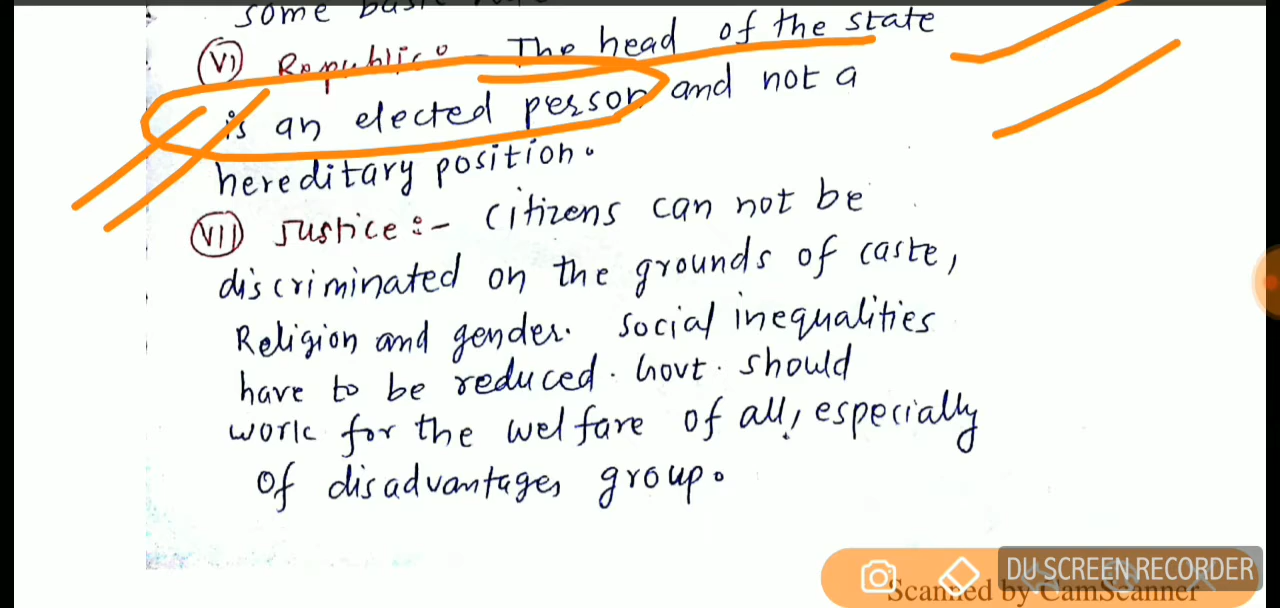 some basic
(VI) Republic :- The head of the state
is an elected person and not a
hereditary position.
(VII) Justice :- Citizens can not be
discriminated on the grounds of caste,
Religion and gender. Social inequalities
have to be reduced. Govt. should
work for the welfare of all, especially
of disadvantages group.
DU SCREEN RECORDER
Scanned by CamScanner